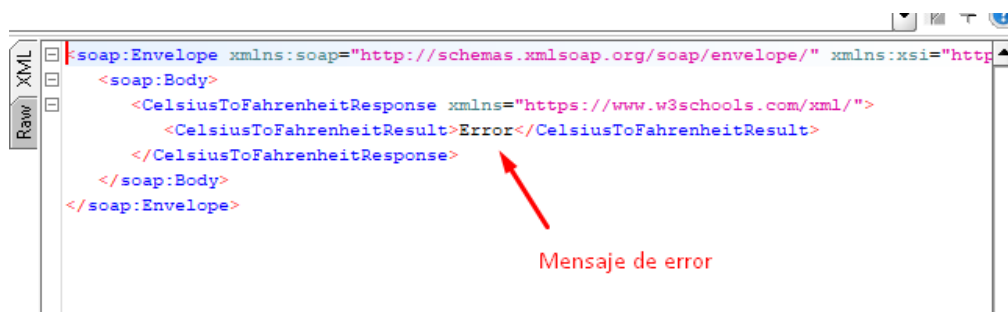 XML
Raw
<soap:Envelope xmlns:soap="http://schemas.xmlsoap.org/soap/envelope/" xmlns:xsi="http
<soap:Body>
<CelsiusToFahrenheitResponse xmlns="https://www.w3schools.com/xml/">
<CelsiusToFahrenheitResult>Error</CelsiusToFahrenheitResult>
</CelsiusToFahrenheitResponse>
</soap:Body>
</soap:Envelope>
Mensaje de error